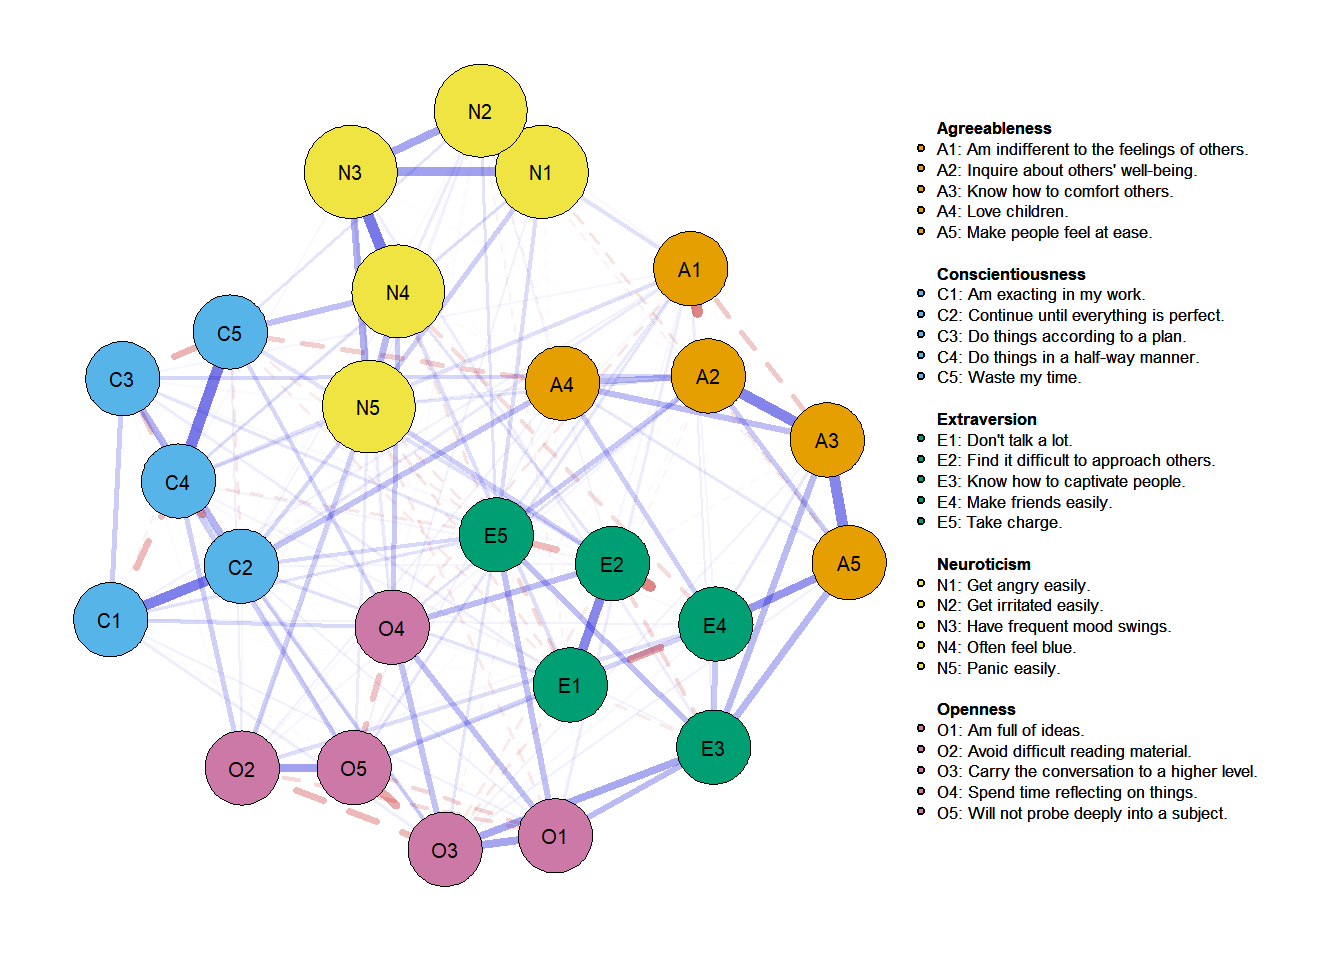 N2
N3
N1
A1
N4
C5
C3
A4
A2
N5
A3
C4
E5
E2
A5
C2
C1
O4
E4
E1
E3
O2
O5
O1
O3
Agreeableness
A1: Am indifferent to the feelings of others.
A2: Inquire about others' well-being.
A3: Know how to comfort others.
A4: Love children.
A5: Make people feel at ease.
Conscientiousness
C1: Am exacting in my work.
C2: Continue until everything is perfect.
C3: Do things according to a plan.
C4: Do things in a half-way manner.
C5: Waste my time.
Extraversion
E1: Don't talk a lot.
E2: Find it difficult to approach others.
E3: Know how to captivate people.
E4: Make friends easily.
E5: Take charge.
Neuroticism
N1: Get angry easily.
N2: Get irritated easily.
N3: Have frequent mood swings.
N4: Often feel blue.
N5: Panic easily.
Openness
O1: Am full of ideas.
O2: Avoid difficult reading material.
O3: Carry the conversation to a higher level.
O4: Spend time reflecting on things.
O5: Will not probe deeply into a subject.